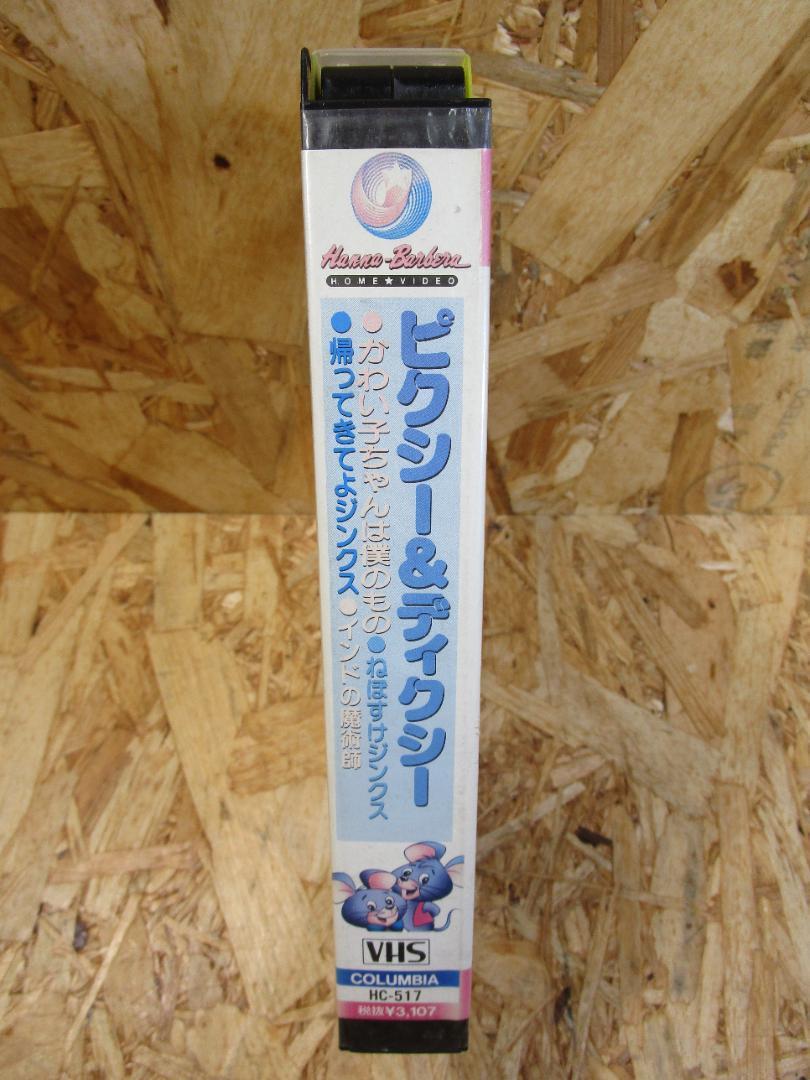 Hanna-Barbera
HOME★VIDEO
ピクシー&ディクシー
●かわい子ちゃんは僕のもの●ねぼすけジンクス
●帰ってきてよジンクス●インドの魔術師
VHS
COLUMBIA
HC-517
税抜¥3,107